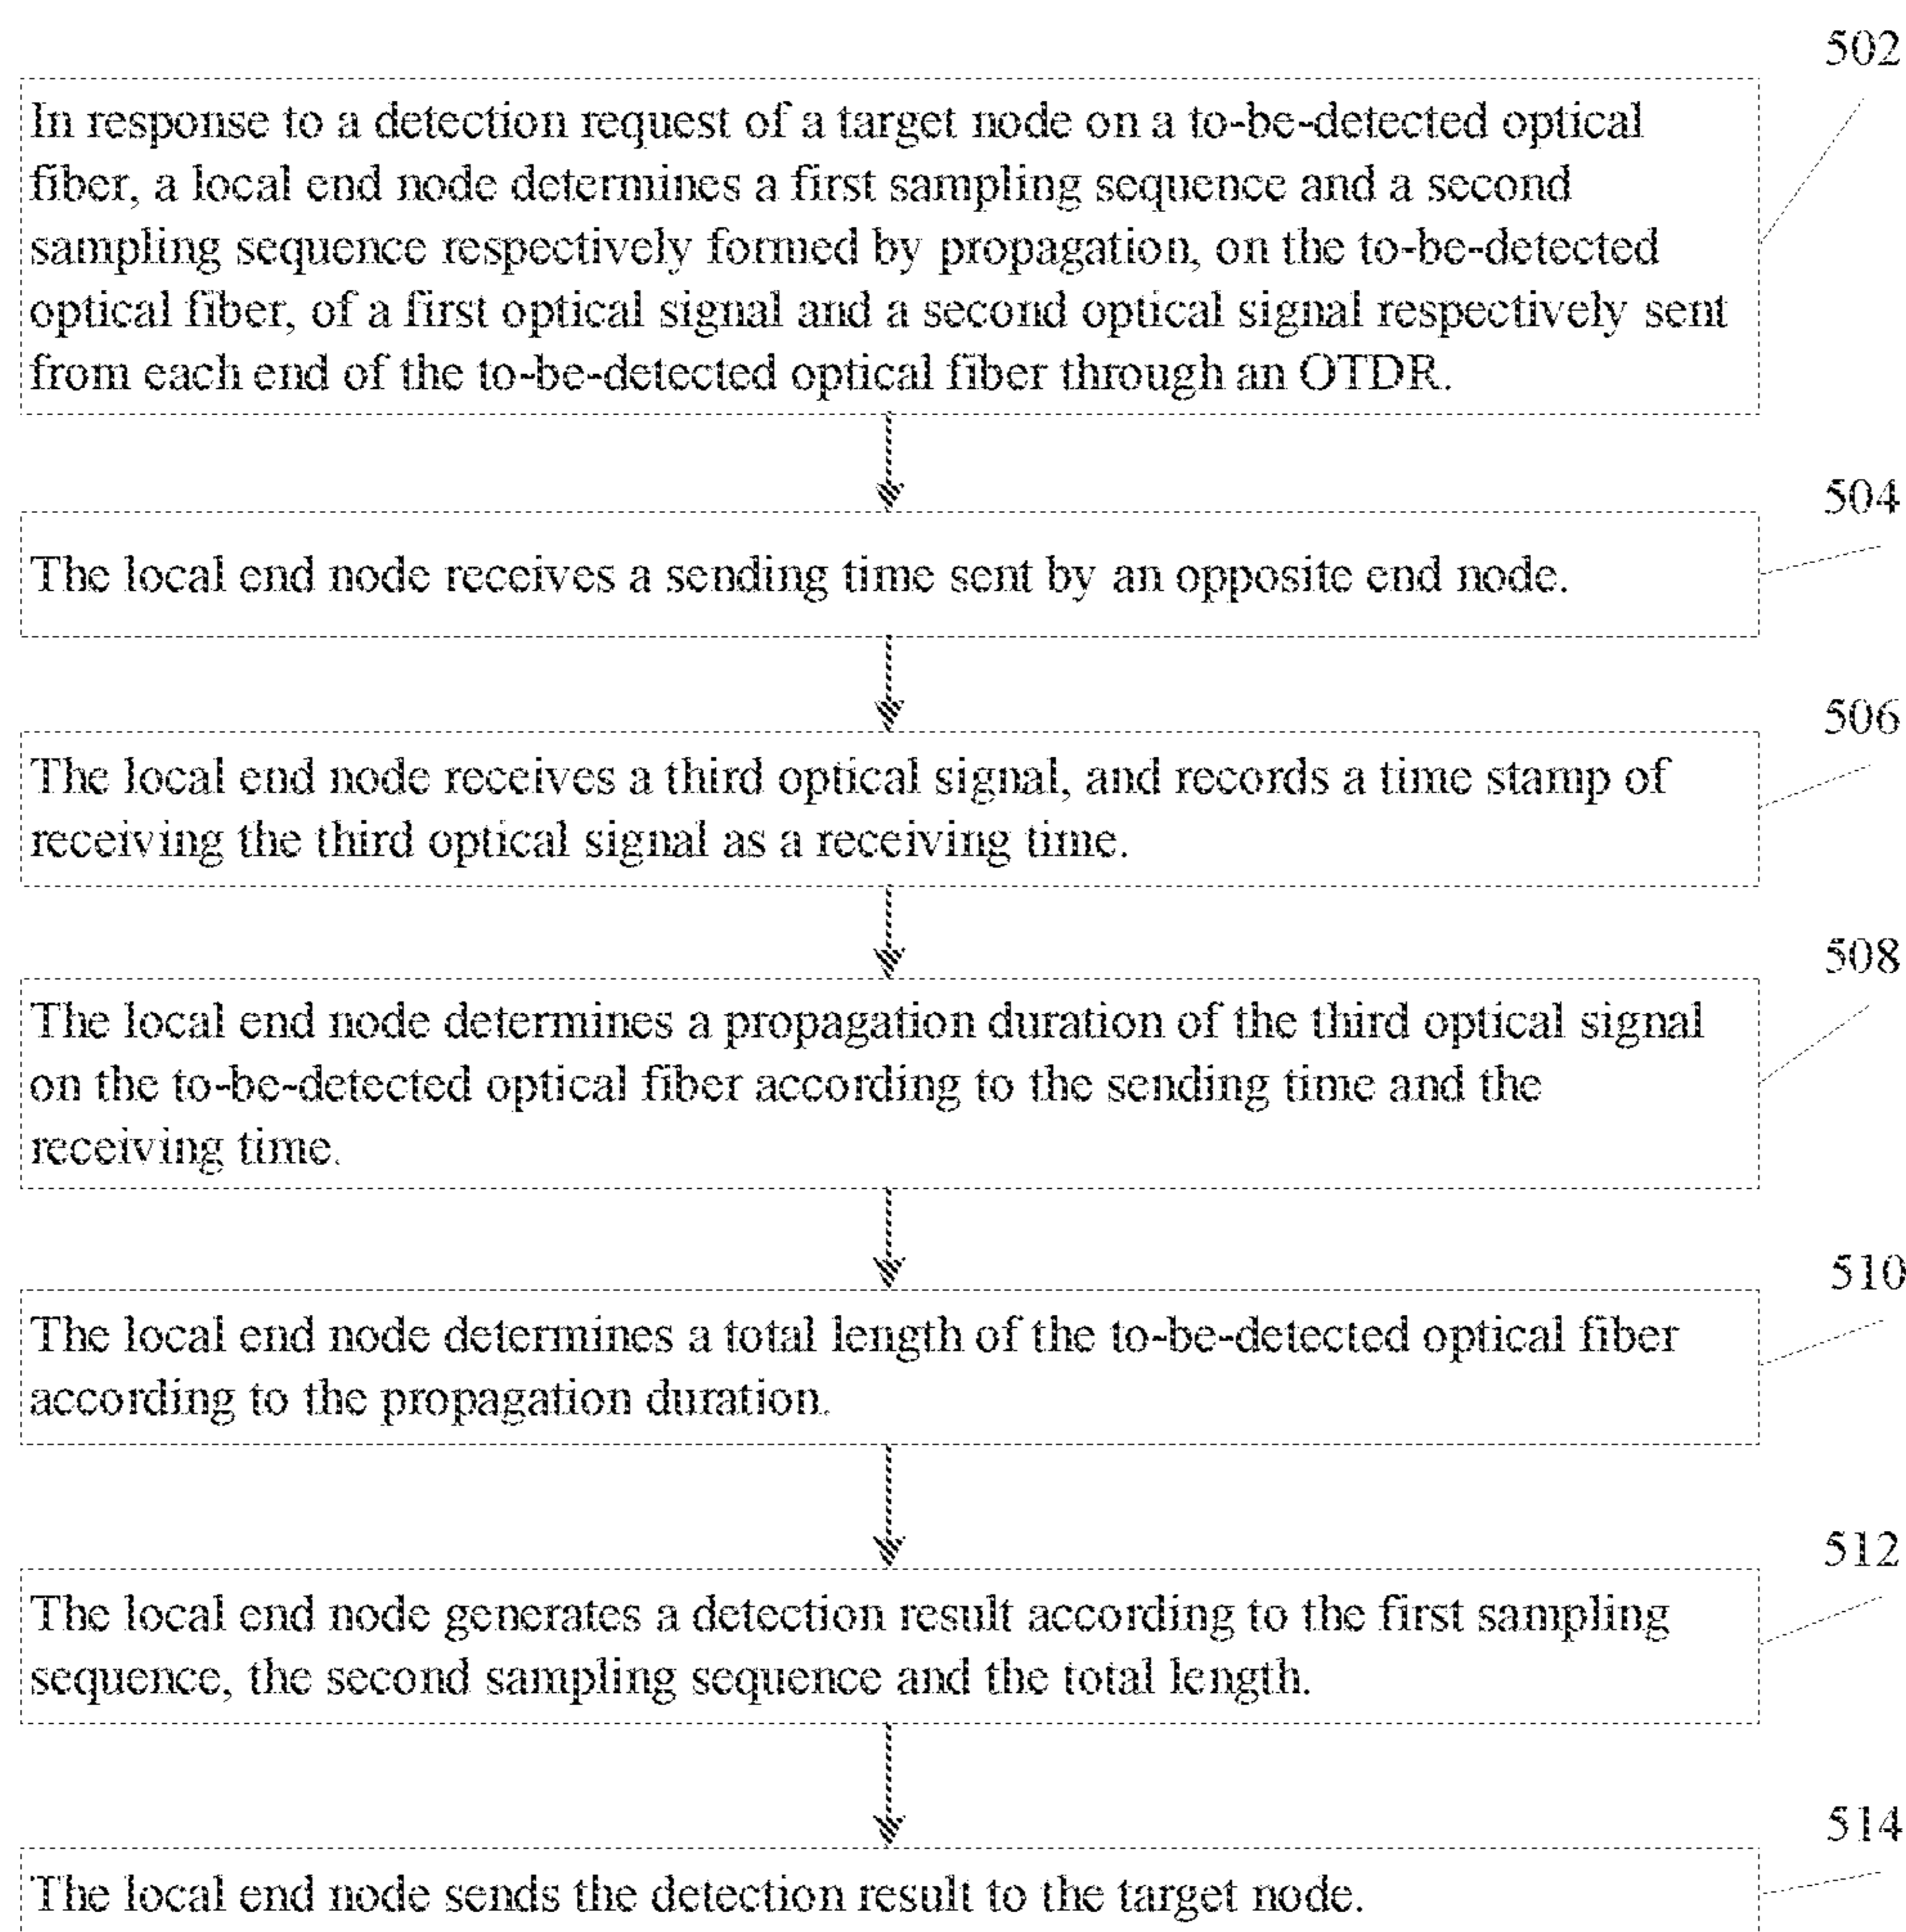 502
In response to a detection request of a target node on a to-be-detected optical
fiber, a local end node determines a first sampling sequence and a second
sampling sequence respectively formed by propagation, on the to-be-detected
optical fiber, of a first optical signal and a second optical signal respectively sent
from each end of the to-be-detected optical fiber through an OTDR.
504
The local end node receives a sending time sent by an opposite end node.
506
The local end node receives a third optical signal, and records a time stamp of
receiving the third optical signal as a receiving time.
508
The local end node determines a propagation duration of the third optical signal
on the to-be-detected optical fiber according to the sending time and the
receiving time.
510
The local end node determines a total length of the to-be-detected optical fiber
according to the propagation duration.
512
The local end node generates a detection result according to the first sampling
sequence, the second sampling sequence and the total length.
514
The local end node sends the detection result to the target node.